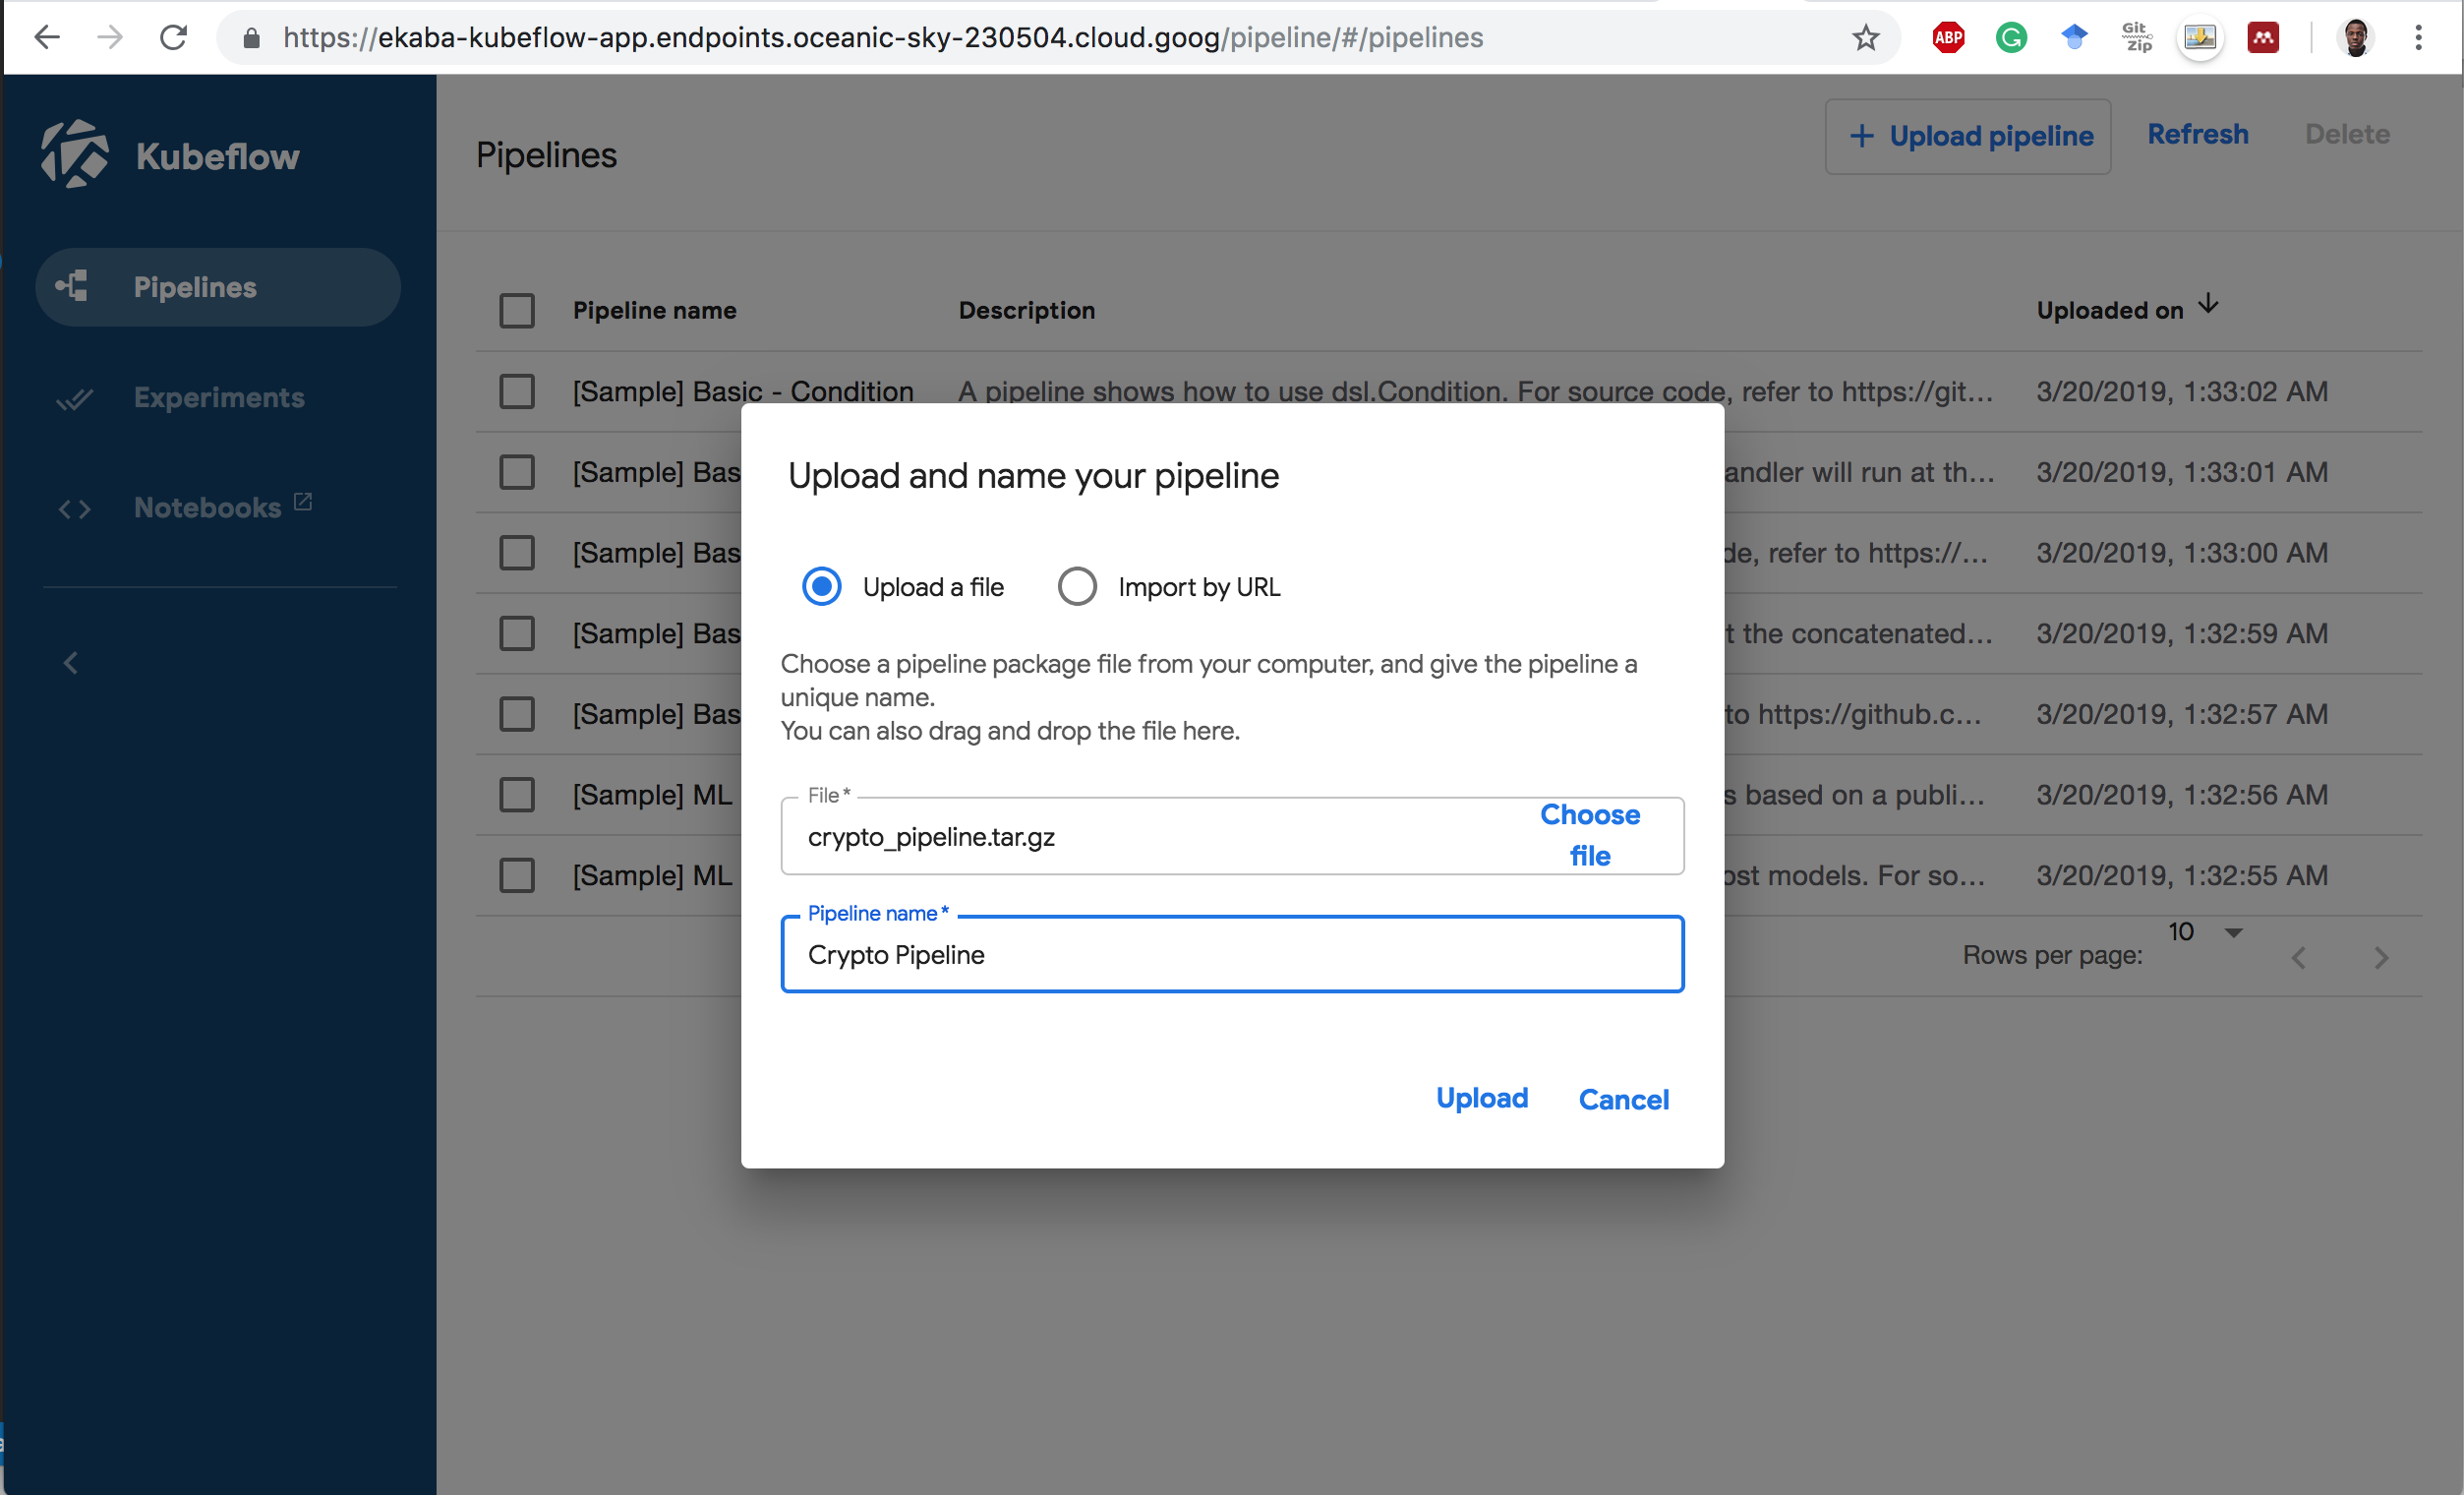 https://ekaba-kubeflow-app.endpoints.oceanic-sky-230504.cloud.goog/pipeline/#/pipelines
ABP
G
Git Zip
Kubeflow
Pipelines
Experiments
Notebooks
Pipelines
+ Upload pipeline
Refresh
Delete
Pipeline name Description Uploaded on
[Sample] Basic - Condition A pipeline shows how to use dsl.Condition. For source code, refer to https://git... 3/20/2019, 1:33:02 AM
[Sample] Bas andler will run at th... 3/20/2019, 1:33:01 AM
[Sample] Bas de, refer to https://... 3/20/2019, 1:33:00 AM
[Sample] Bas t the concatenated... 3/20/2019, 1:32:59 AM
[Sample] Bas to https://github.c... 3/20/2019, 1:32:57 AM
[Sample] ML s based on a publi... 3/20/2019, 1:32:56 AM
[Sample] ML ost models. For so... 3/20/2019, 1:32:55 AM
Rows per page: 10
Upload and name your pipeline
Upload a file Import by URL
Choose a pipeline package file from your computer, and give the pipeline a
unique name.
You can also drag and drop the file here.
File *
crypto_pipeline.tar.gz
Choose
file
Pipeline name *
Crypto Pipeline
Upload Cancel